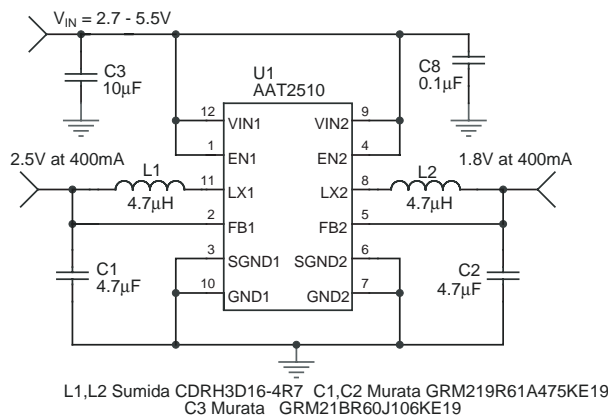 VIN = 2.7 - 5.5V
C3
10μF
U1
AAT2510
C8
0.1μF
12
VIN1
VIN2
9
1
EN1
EN2
4
2.5V at 400mA
L1
4.7μH
11
LX1
LX2
8
L2
4.7μH
1.8V at 400mA
2
FB1
FB2
5
3
SGND1
SGND2
6
C1
4.7μF
10
GND1
GND2
7
C2
4.7μF
L1,L2 Sumida CDRH3D16-4R7 C1,C2 Murata GRM219R61A475KE19
C3 Murata GRM21BR60J106KE19